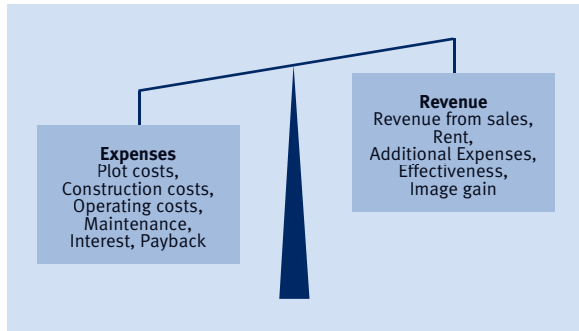 Expenses
Plot costs,
Construction costs,
Operating costs,
Maintenance,
Interest, Payback
Revenue
Revenue from sales,
Rent,
Additional Expenses,
Effectiveness,
Image gain